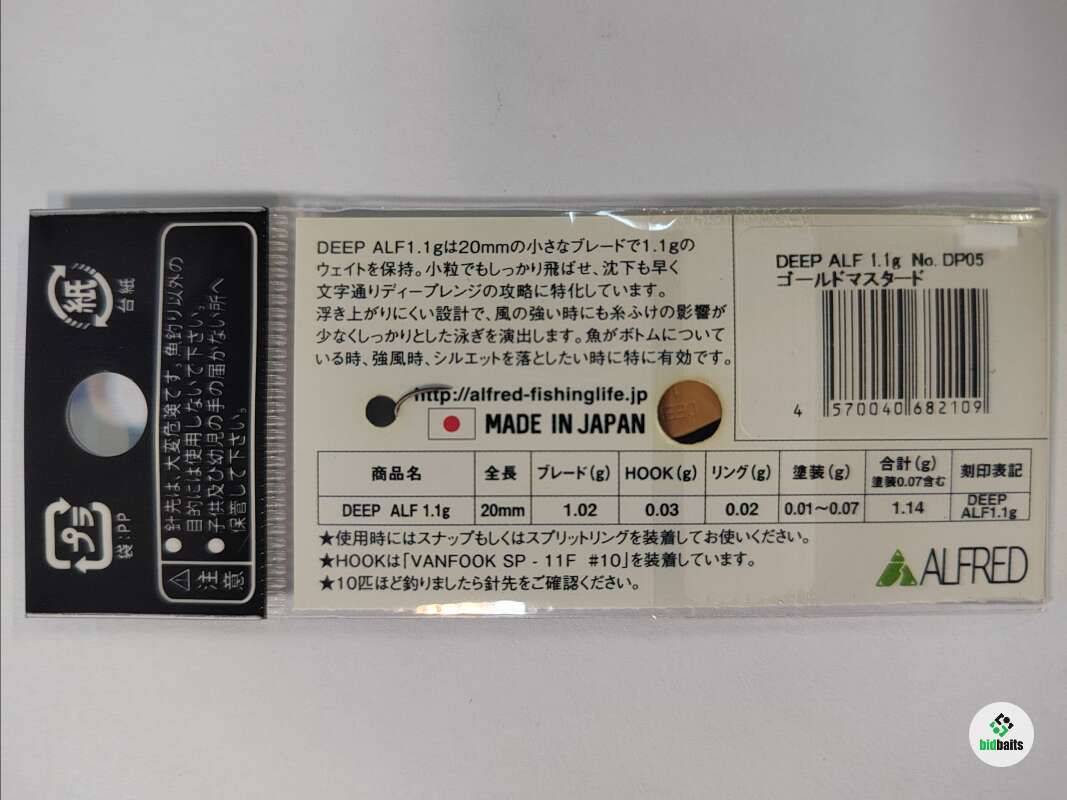 紙
台紙
プラ
袋:PP
⚠注意
●針先は、大変危険です。魚釣り以外の
目的には使用しないで下さい。
●子供及び幼児の手の届かない所へ
保管して下さい。
DEEP ALF1.1gは20mmの小さなブレードで1.1gの
ウェイトを保持。小粒でもしっかり飛ばせ、沈下も早く
文字通りディープレンジの攻略に特化しています。
浮き上がりにくい設計で、風の強い時にも糸ふけの影響が
少なくしっかりとした泳ぎを演出します。魚がボトムについて
いる時、強風時、シルエットを落としたい時に特に有効です。
http://alfred-fishinglife.jp
MADE IN JAPAN
DEEP ALF 1.1g No. DP05
ゴールドマスタード
4 570040 682109
商品名 全長 ブレード(g) HOOK(g) リング(g) 塗装(g) 合計(g) 塗装0.07含む 刻印表記
DEEP ALF 1.1g 20mm 1.02 0.03 0.02 0.01~0.07 1.14 DEEP ALF1.1g
★使用時にはスナップもしくはスプリットリングを装着してお使いください。
★HOOKは「VANFOOK SP - 11F #10」を装着しています。
★10匹ほど釣りましたら針先をご確認ください。
ALFRED
bidbaits